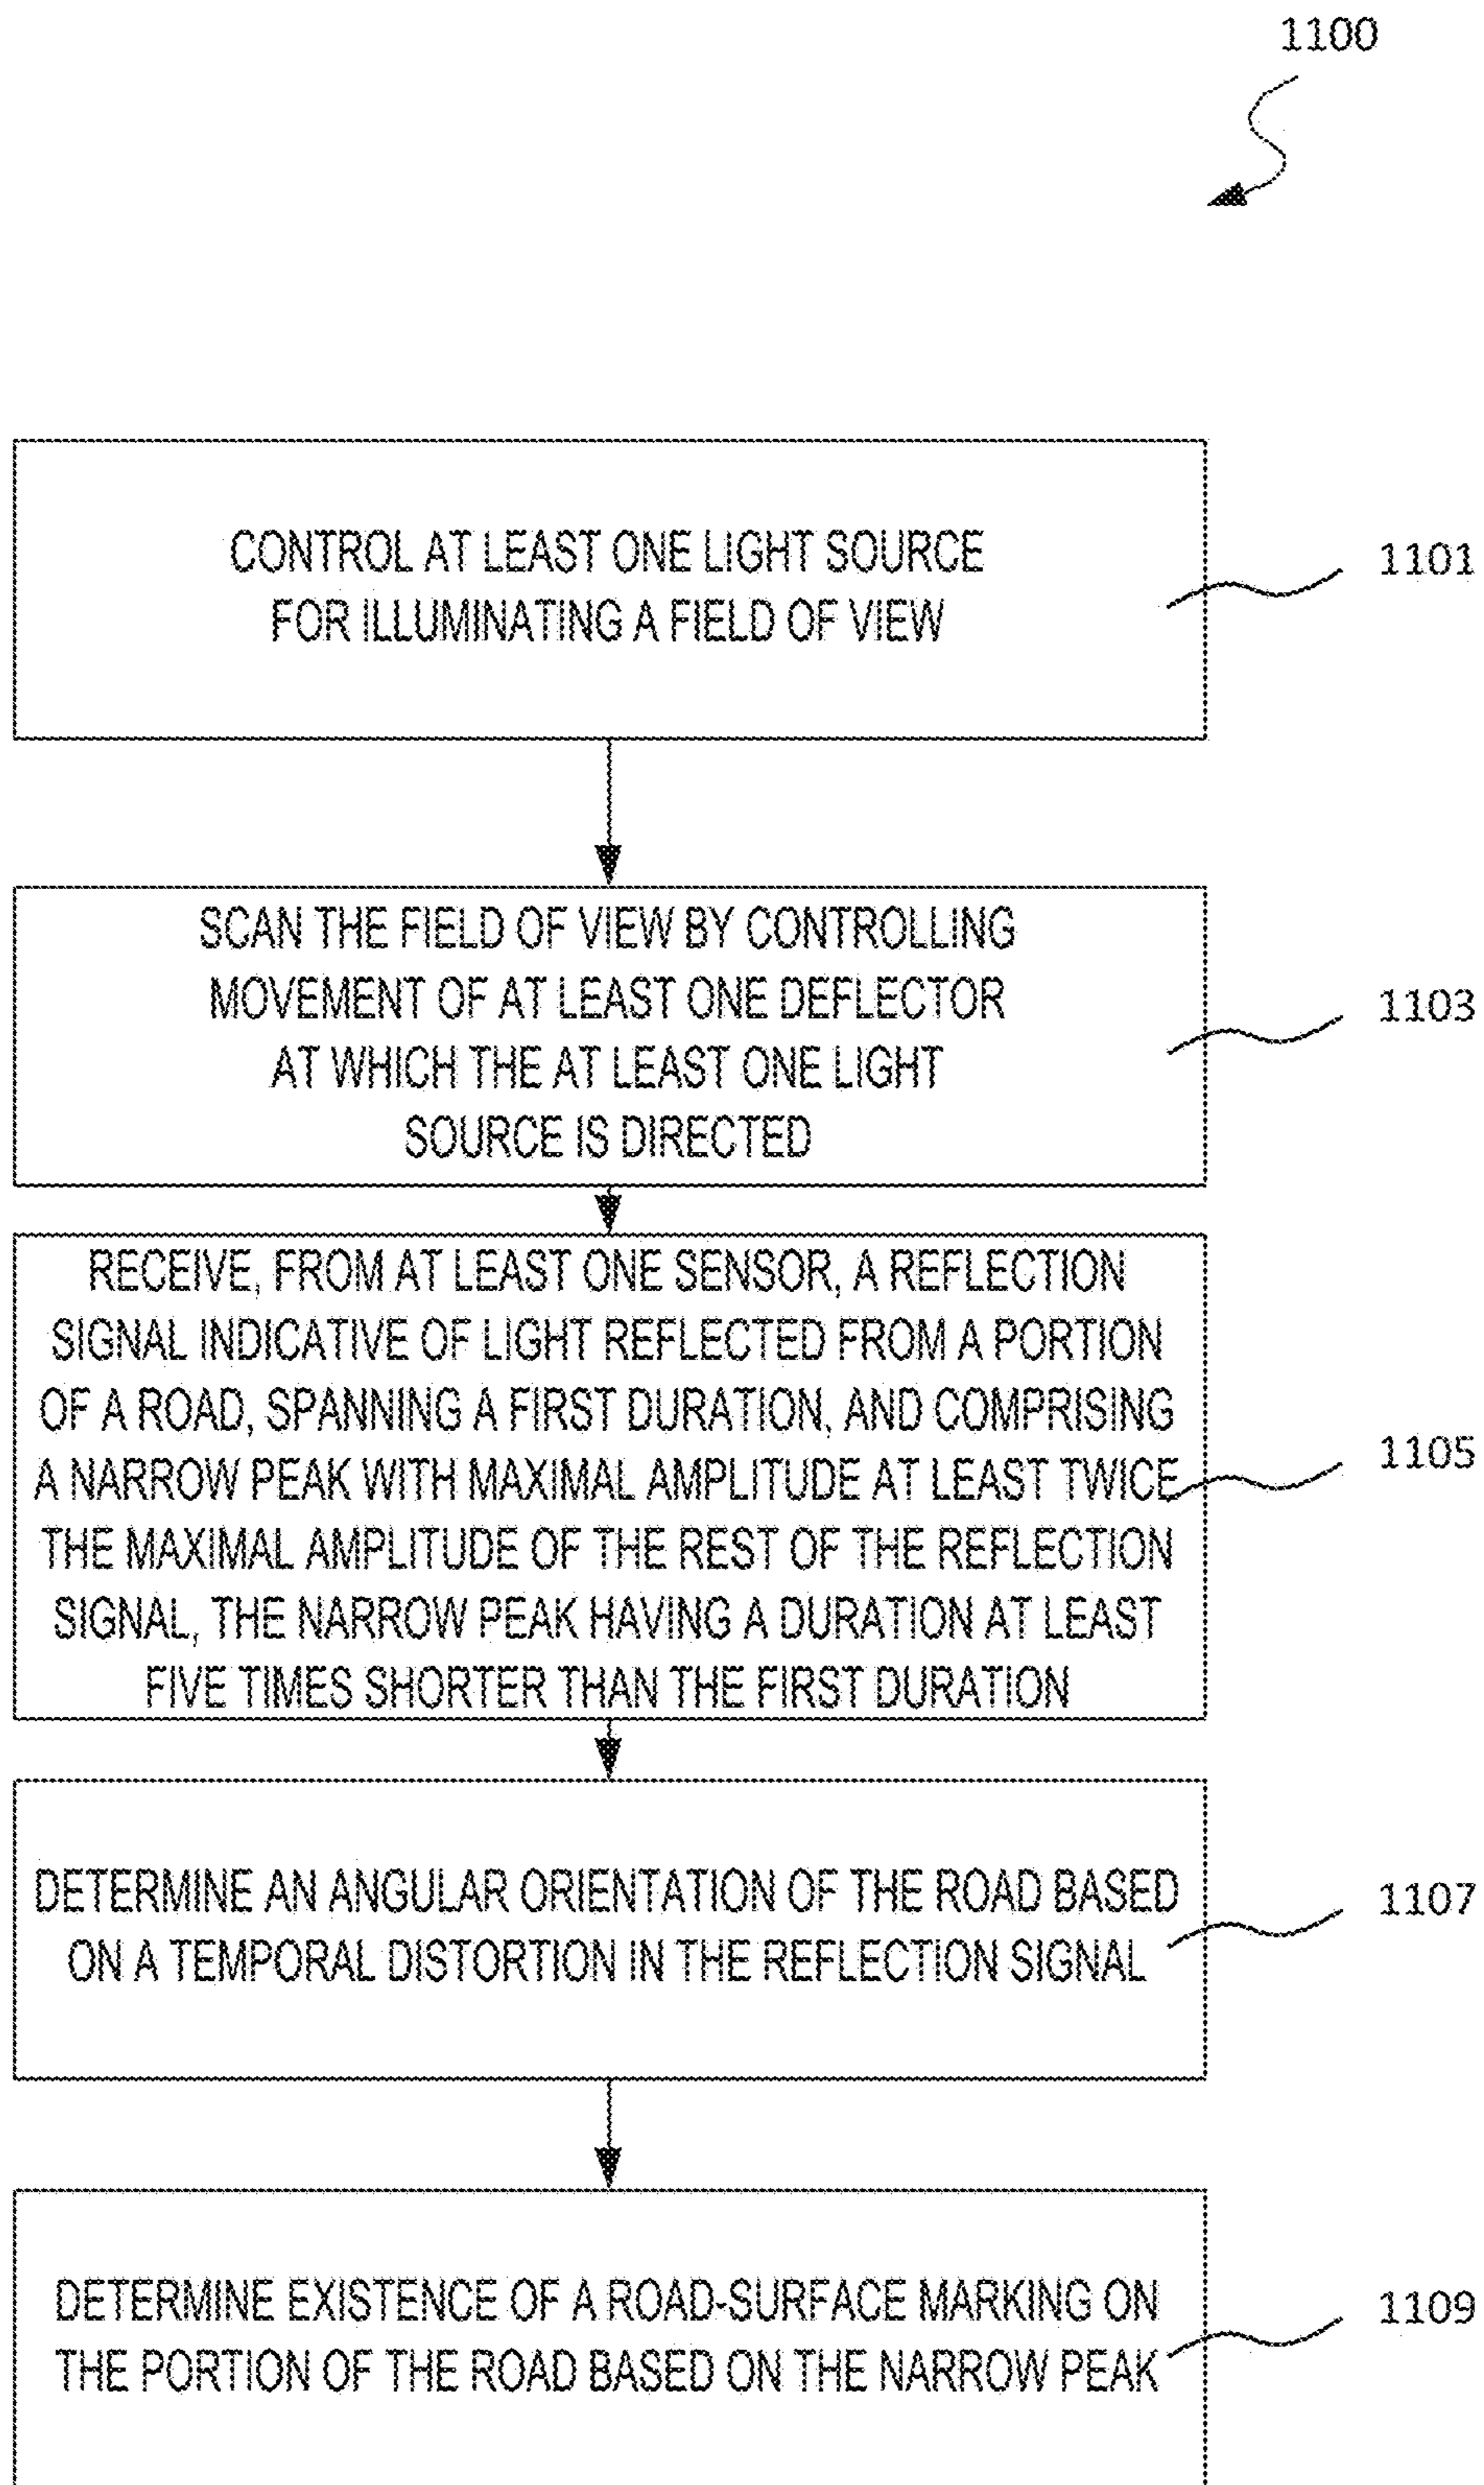 1100
CONTROL AT LEAST ONE LIGHT SOURCE
FOR ILLUMINATING A FIELD OF VIEW
1101
SCAN THE FIELD OF VIEW BY CONTROLLING
MOVEMENT OF AT LEAST ONE DEFLECTOR
AT WHICH THE AT LEAST ONE LIGHT
SOURCE IS DIRECTED
1103
RECEIVE, FROM AT LEAST ONE SENSOR, A REFLECTION
SIGNAL INDICATIVE OF LIGHT REFLECTED FROM A PORTION
OF A ROAD, SPANNING A FIRST DURATION, AND COMPRISING
A NARROW PEAK WITH MAXIMAL AMPLITUDE AT LEAST TWICE
THE MAXIMAL AMPLITUDE OF THE REST OF THE REFLECTION
SIGNAL, THE NARROW PEAK HAVING A DURATION AT LEAST
FIVE TIMES SHORTER THAN THE FIRST DURATION
1105
DETERMINE AN ANGULAR ORIENTATION OF THE ROAD BASED
ON A TEMPORAL DISTORTION IN THE REFLECTION SIGNAL
1107
DETERMINE EXISTENCE OF A ROAD-SURFACE MARKING ON
THE PORTION OF THE ROAD BASED ON THE NARROW PEAK
1109